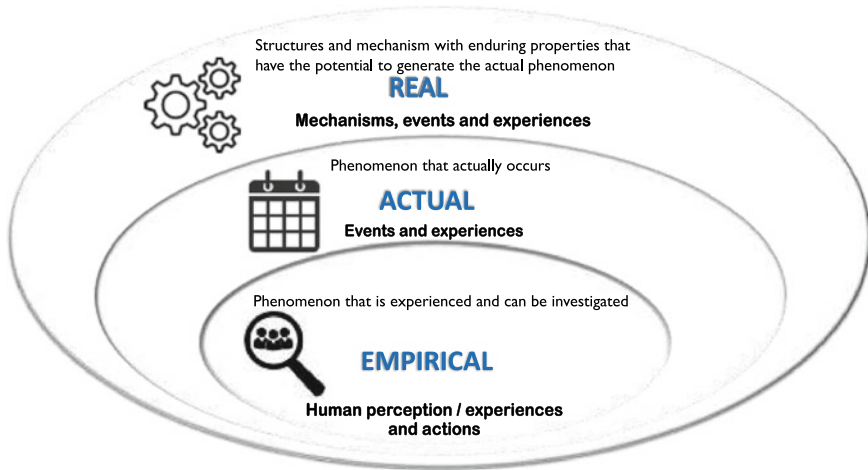 Structures and mechanism with enduring properties that
have the potential to generate the actual phenomenon
REAL
Mechanisms, events and experiences
Phenomenon that actually occurs
ACTUAL
Events and experiences
Phenomenon that is experienced and can be investigated
EMPIRICAL
Human perception / experiences
and actions